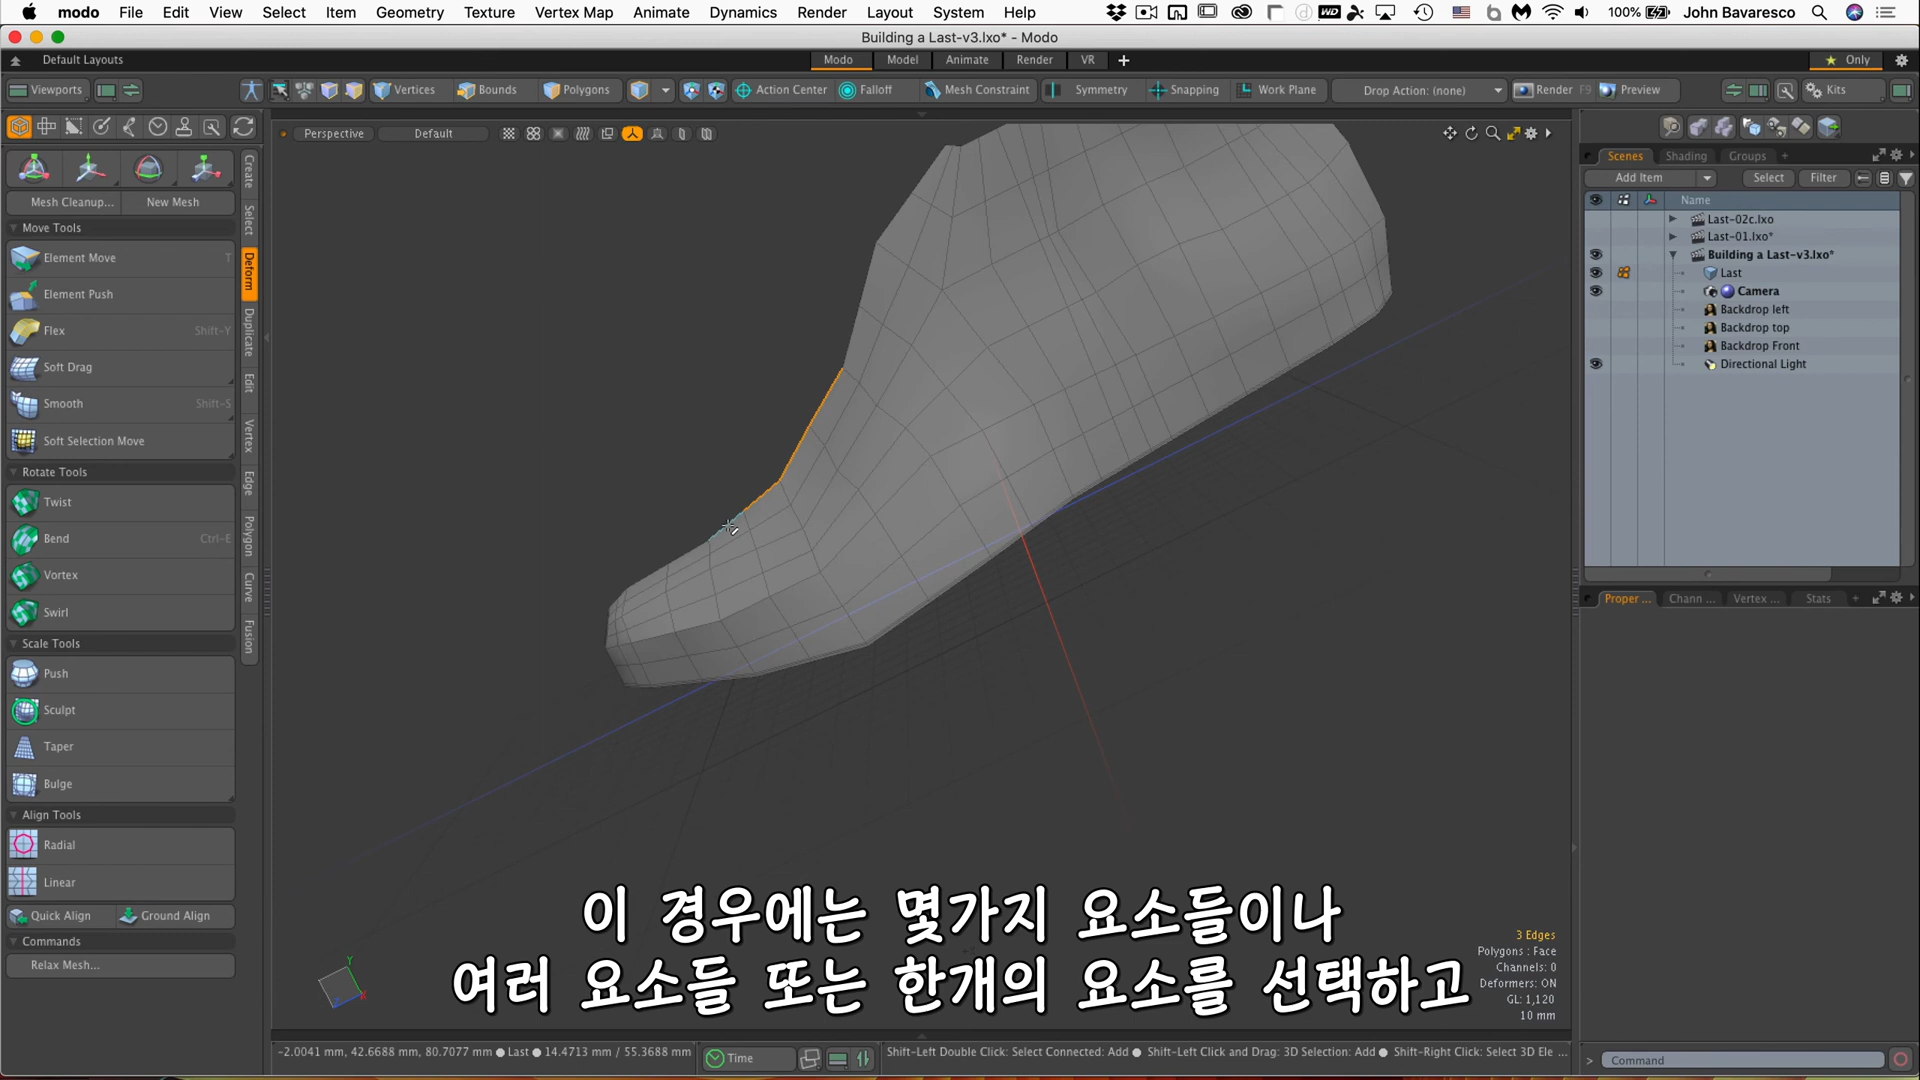 modo File Edit View Select Item Geometry Texture Vertex Map Animate Dynamics Render Layout System Help WD 100% John Bavaresco
Building a Last-v3.lxo* - Modo
Default Layouts Modo Model Animate Render VR + Only
Viewports Vertices Bounds Polygons Action Center Falloff Mesh Constraint Symmetry Snapping Work Plane Drop Action: (none) Render F9 Preview Kits
Perspective Default
Create
Select
Deform
Duplicate
Edit
Vertex
Edge
Polygon
Curve
Fusion
Mesh Cleanup... New Mesh
Move Tools
Element Move T
Element Push
Flex Shift-Y
Soft Drag
Smooth Shift-S
Soft Selection Move
Rotate Tools
Twist
Bend Ctrl-E
Vortex
Swirl
Scale Tools
Push
Sculpt
Taper
Bulge
Align Tools
Radial
Linear
Quick Align Ground Align
Commands
Relax Mesh...
Scenes Shading Groups +
Add Item Select Filter
Name
Last-02c.lxo
Last-01.lxo*
Building a Last-v3.lxo*
Last
Camera
Backdrop left
Backdrop top
Backdrop Front
Directional Light
Proper ... Chann ... Vertex ... Stats +
이 경우에는 몇가지 요소들이나
여러 요소들 또는 한개의 요소를 선택하고
3 Edges
Polygons : Face
Channels: 0
Deformers: ON
GL: 1,120
10 mm
Y
X
Z
-2.0041 mm, 42.6688 mm, 80.7077 mm Last 14.4713 mm / 55.3688 mm Time Shift-Left Double Click: Select Connected: Add Shift-Left Click and Drag: 3D Selection: Add Shift-Right Click: Select 3D Ele ... > Command